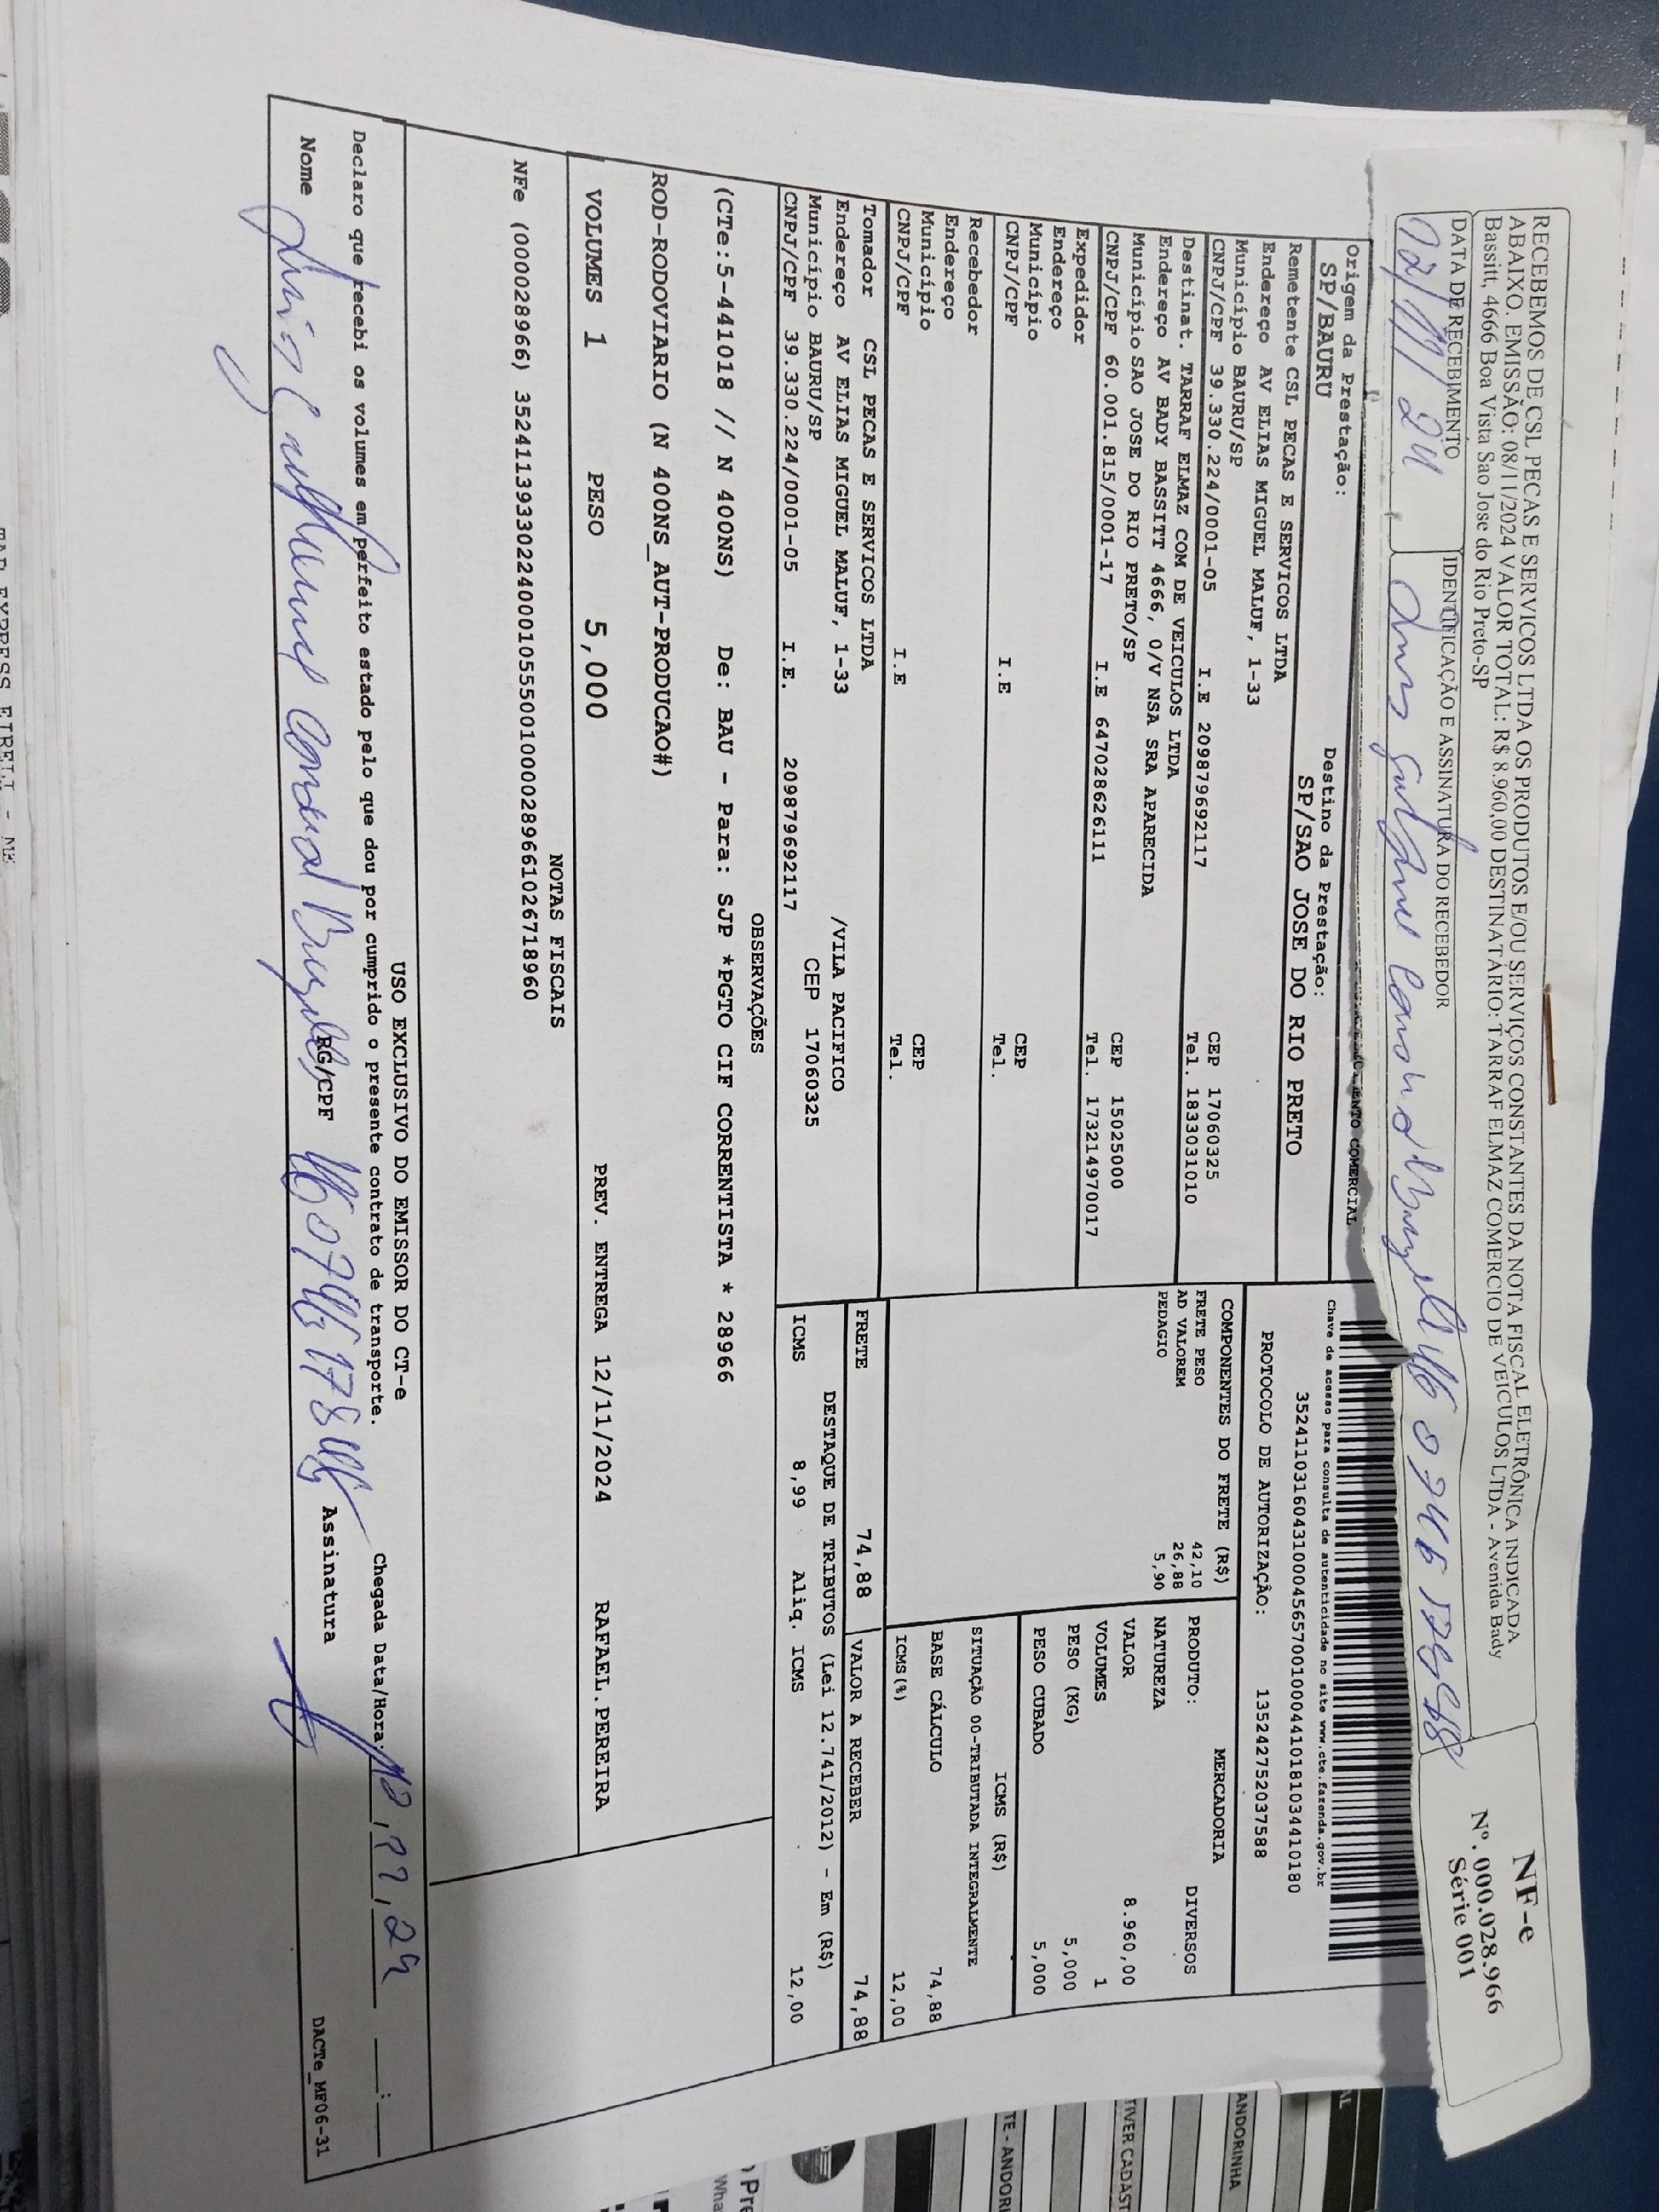 RECEBEMOS DE CSL PECAS E SERVICOS LTDA OS PRODUTOS E/OU SERVIÇOS CONSTANTES DA NOTA FISCAL ELETRÔNICA INDICADA
ABAIXO. EMISSÃO: 08/11/2024 VALOR TOTAL: R$ 8.960,00 DESTINATÁRIO: TARRAF ELMAZ COMERCIO DE VEICULOS LTDA - Avenida Bady
Bassitt, 4666 Boa Vista Sao Jose do Rio Preto-SP
NF-e
Nº. 000.028.966
Série 001
DATA DE RECEBIMENTO
IDENTIFICAÇÃO E ASSINATURA DO RECEBEDOR
12/11/24
Origem da Prestação:
SP/BAURU
Destino da Prestação:
SP/SAO JOSE DO RIO PRETO
Chave de acesso para consulta de autenticidade no site www.cte.fazenda.gov.br
PROTOCOLO DE AUTORIZAÇÃO: 135242752037588
Remetente CSL PECAS E SERVICOS LTDA
Endereço AV ELIAS MIGUEL MALUF, 1-33
Município BAURU/SP CEP 17060325
CNPJ/CPF 39.330.224/0001-05 I.E 209879692117 Tel. 1833031010
Destinat. TARRAF ELMAZ COM DE VEICULOS LTDA
Endereço AV BADY BASSITT 4666, 0/V NSA SRA APARECIDA
Município SAO JOSE DO RIO PRETO/SP CEP 15025000
CNPJ/CPF 60.001.815/0001-17 I.E 647028626111 Tel. 173214970017
Expedidor
Endereço
Município CEP
CNPJ/CPF I.E Tel.
Recebedor
Endereço
Município CEP
CNPJ/CPF I.E Tel.
Tomador CSL PECAS E SERVICOS LTDA
Endereço AV ELIAS MIGUEL MALUF, 1-33 /VILA PACIFICO
Município BAURU/SP CEP 17060325
CNPJ/CPF 39.330.224/0001-05 I.E. 209879692117
COMPONENTES DO FRETE (R$)
FRETE PESO 42,10
AD VALOREM 26,88
PEDAGIO 5,90
MERCADORIA
PRODUTO: DIVERSOS
NATUREZA
VALOR 8.960,00
VOLUMES 1
PESO (KG) 5,000
PESO CUBADO 5,000
ICMS (R$)
SITUAÇÃO 00-TRIBUTADA INTEGRALMENTE
BASE CÁLCULO 74,88
ICMS(%) 12,00
FRETE 74,88 VALOR A RECEBER 74,88
DESTAQUE DE TRIBUTOS (Lei 12.741/2012) - Em (R$)
ICMS 8,99 Aliq. ICMS 12,00
OBSERVAÇÕES
(CTe:5-441018 // N 400NS) De: BAU - Para: SJP *PGTO CIF CORRENTISTA * 28966
ROD-RODOVIARIO (N 400NS_AUT-PRODUCAO#)
VOLUMES 1 PESO 5,000 PREV. ENTREGA 12/11/2024 RAFAEL.PEREIRA
NOTAS FISCAIS
NFe (000028966) 35241139330224000105550010000289661026718960
USO EXCLUSIVO DO EMISSOR DO CT-e
Declaro que recebi os volumes em perfeito estado pelo que dou por cumprido o presente contrato de transporte.
Chegada Data/Hora: 12,11,24 __:__
Nome RG/CPF Assinatura
DACTe_MF06-31